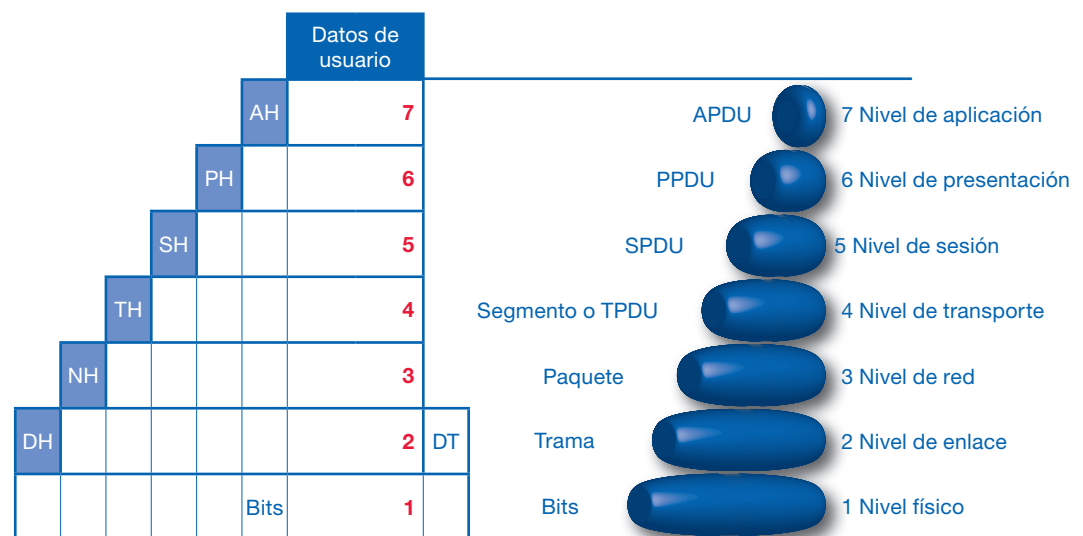 Datos de
usuario
AH 7 APDU 7 Nivel de aplicación
PH 6 PPDU 6 Nivel de presentación
SH 5 SPDU 5 Nivel de sesión
TH 4 Segmento o TPDU 4 Nivel de transporte
NH 3 Paquete 3 Nivel de red
DH 2 DT Trama 2 Nivel de enlace
Bits 1 Bits 1 Nivel físico